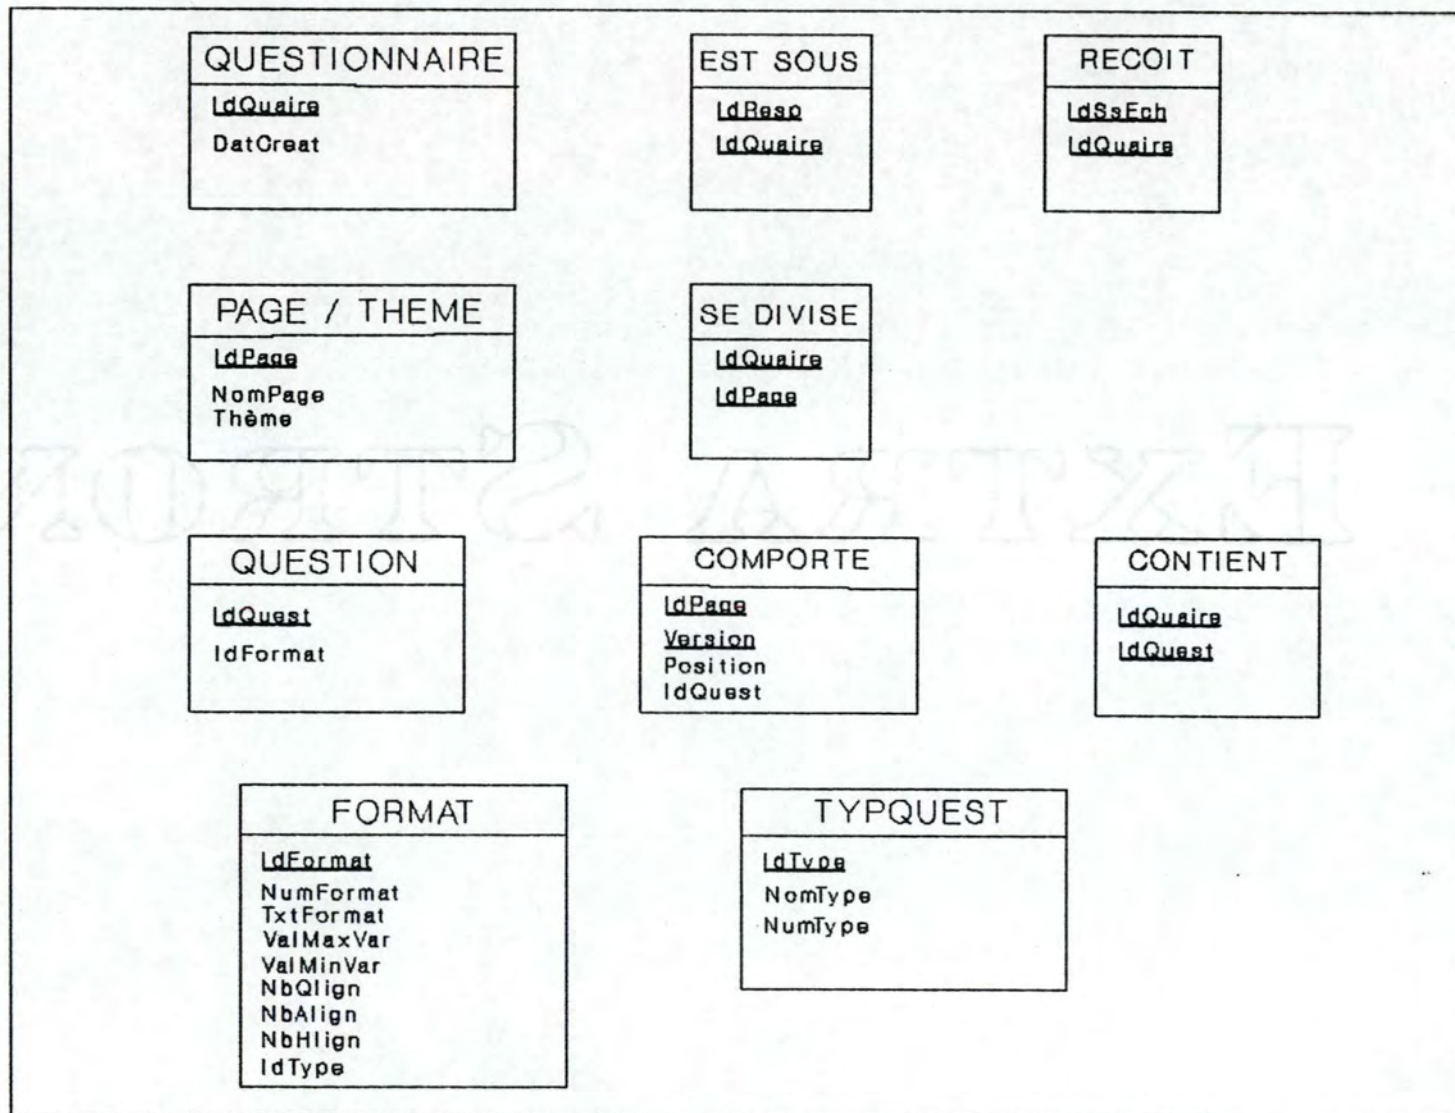 QUESTIONNAIRE
IdQuaire
DatCreat
EST SOUS
IdResp
IdQuaire
RECOIT
IdSsEch
IdQuaire
PAGE / THEME
IdPage
NomPage
Thème
SE DIVISE
IdQuaire
IdPage
EXTRA STRON
QUESTION
IdQuest
IdFormat
COMPORTE
IdPage
Version
Position
IdQuest
CONTIENT
IdQuaire
IdQuest
FORMAT
IdFormat
NumFormat
TxtFormat
ValMaxVar
ValMinVar
NbQlign
NbAlign
NbHlign
IdType
TYPQUEST
IdType
NomType
NumType